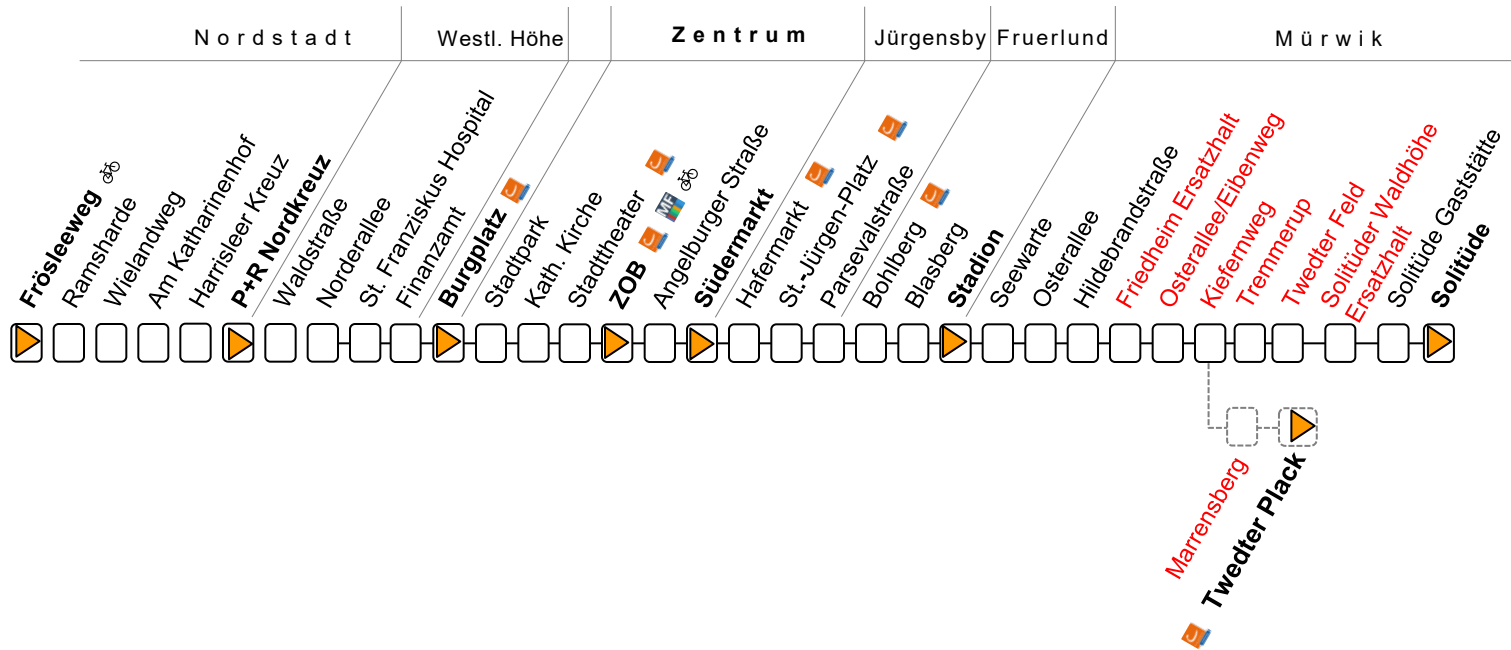 Nordstadt
Westl. Höhe
Zentrum
Jürgensby
Fruerlund
Mürwik
Frösleeweg
Ramsharde
Wielandweg
Am Katharinenhof
Harrisleer Kreuz
P+R Nordkreuz
Waldstraße
Norderallee
St. Franziskus Hospital
Finanzamt
Burgplatz
Stadtpark
Kath. Kirche
Stadttheater
ZOB
MF
Angelburger Straße
Südermarkt
Hafermarkt
St.-Jürgen-Platz
Parsevalstraße
Bohlberg
Blasberg
Stadion
Seewarte
Osterallee
Hildebrandstraße
Friedheim Ersatzhalt
Osterallee/Eibenweg
Kiefernweg
Tremmerup
Twedter Feld
Solitüder Waldhöhe
Ersatzhalt
Solitüde Gaststätte
Solitüde
Marrensberg
Twedter Plack